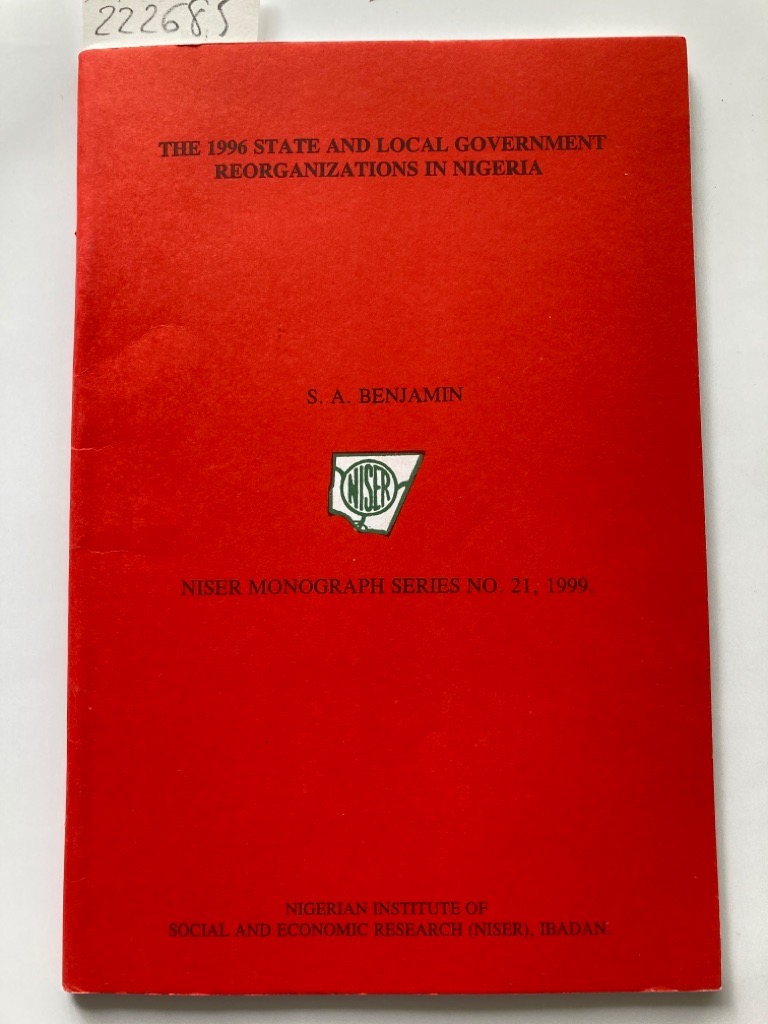 222685
THE 1996 STATE AND LOCAL GOVERNMENT
REORGANIZATIONS IN NIGERIA
S. A. BENJAMIN
NISER
NISER MONOGRAPH SERIES NO. 21, 1999.
NIGERIAN INSTITUTE OF
SOCIAL AND ECONOMIC RESEARCH (NISER), IBADAN